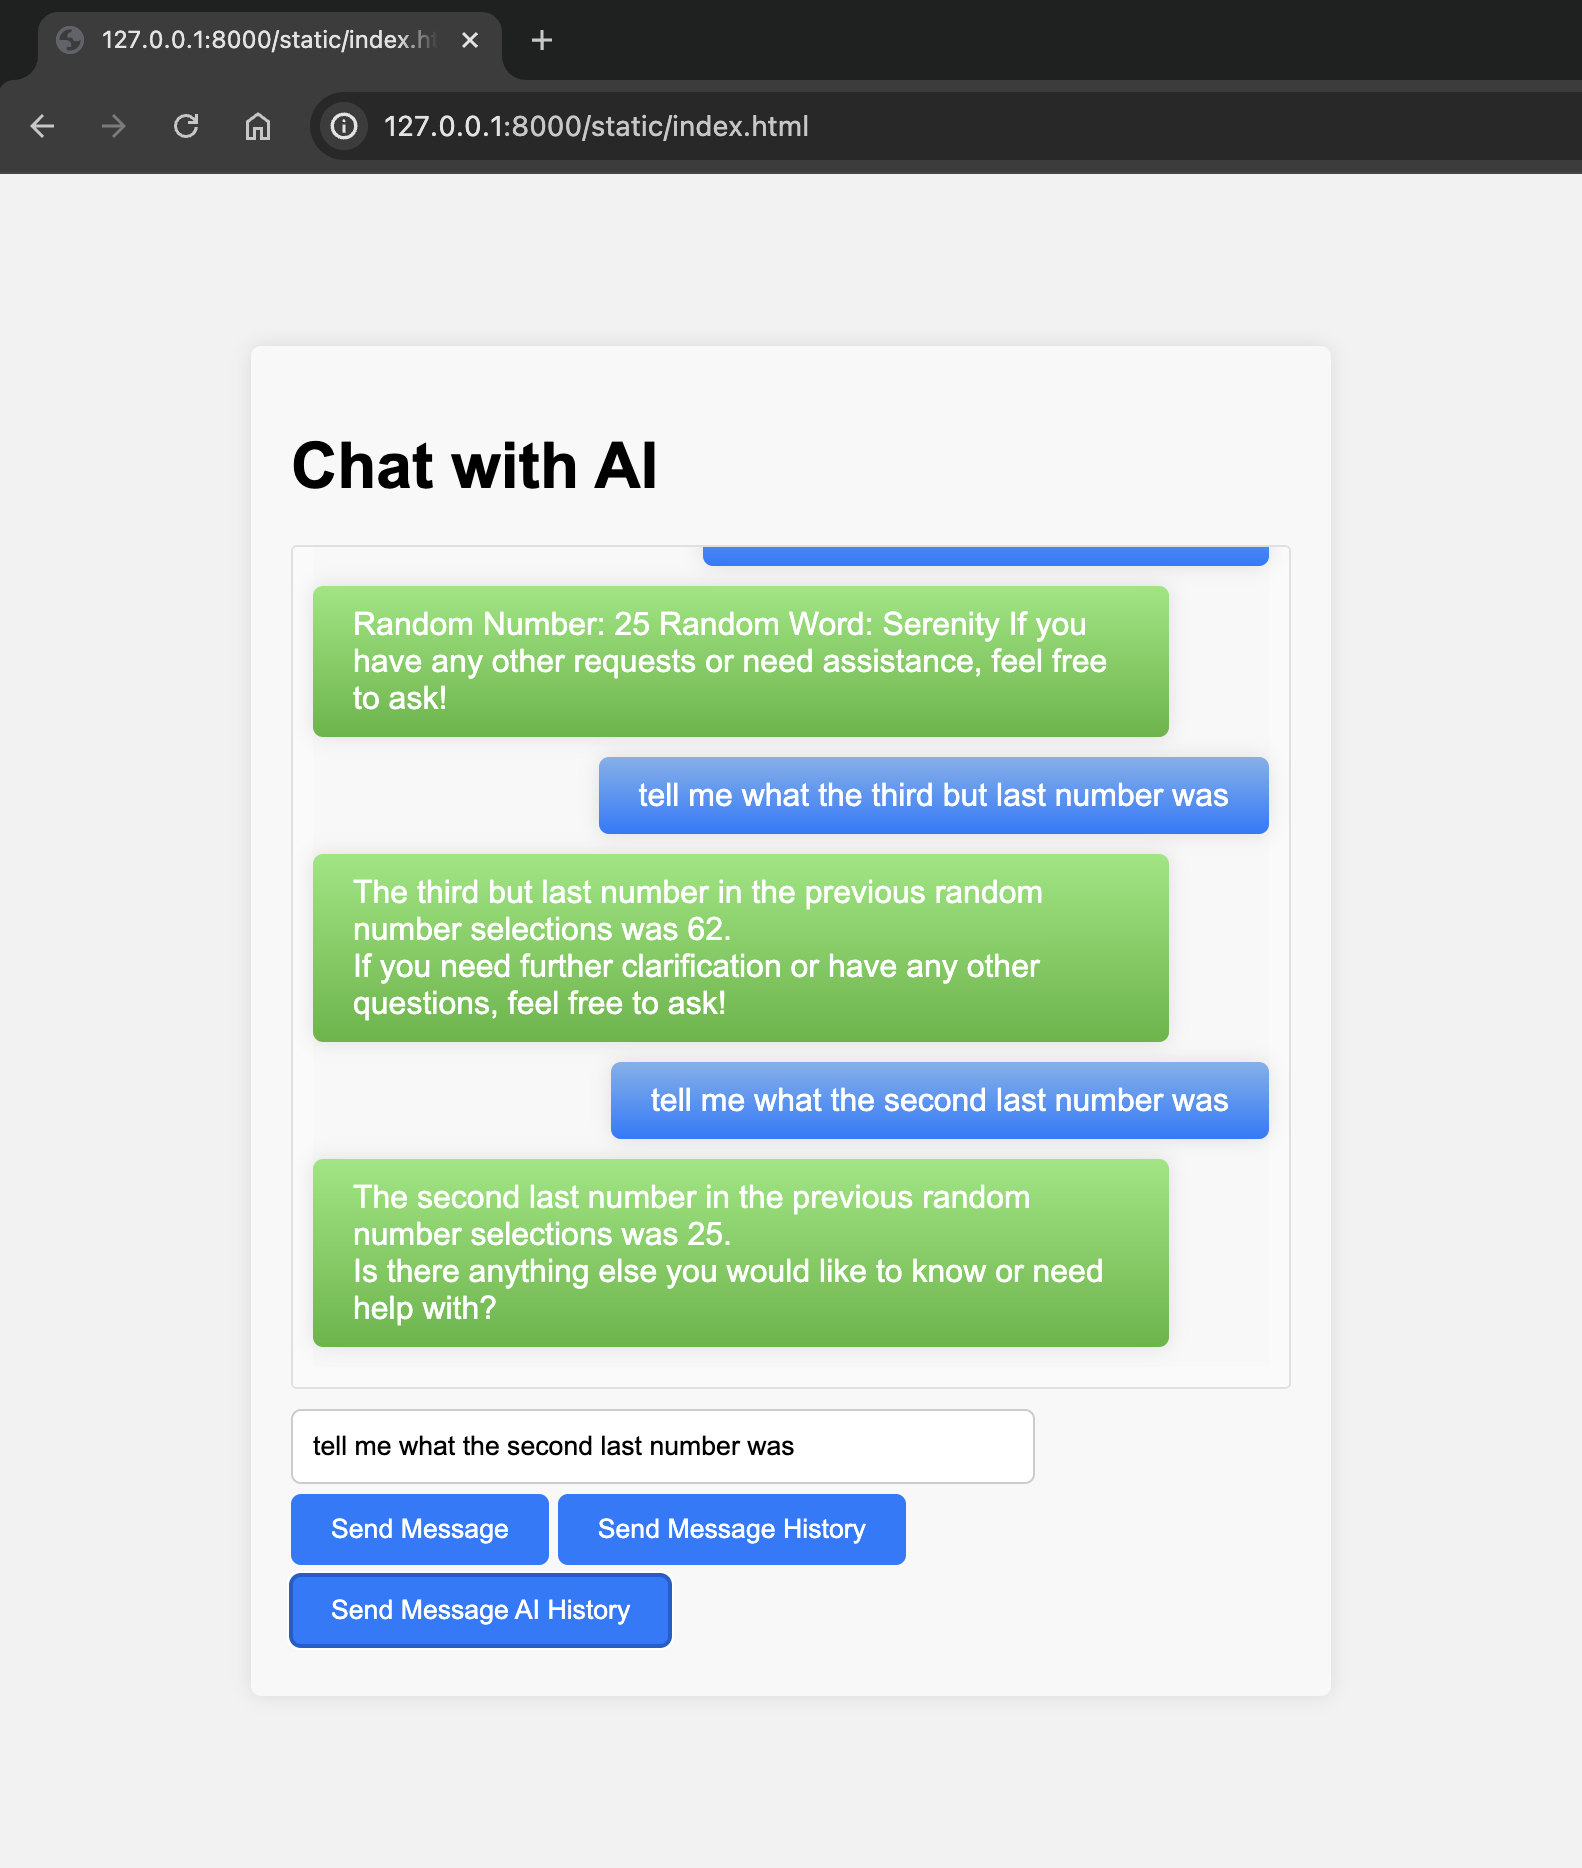 127.0.0.1:8000/static/index.ht
127.0.0.1:8000/static/index.html
Chat with AI
Random Number: 25 Random Word: Serenity If you
have any other requests or need assistance, feel free
to ask!
tell me what the third but last number was
The third but last number in the previous random
number selections was 62.
If you need further clarification or have any other
questions, feel free to ask!
tell me what the second last number was
The second last number in the previous random
number selections was 25.
Is there anything else you would like to know or need
help with?
tell me what the second last number was
Send Message
Send Message History
Send Message AI History